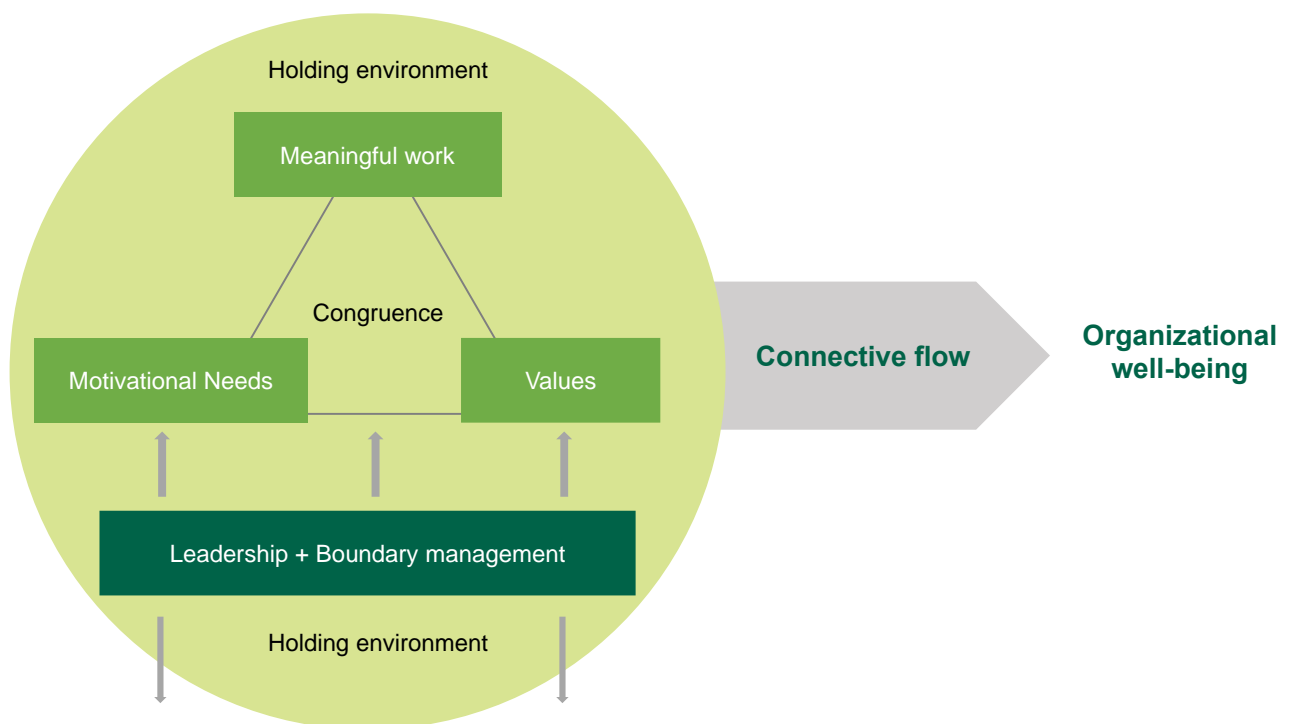 Holding environment
Meaningful work
Congruence
Motivational Needs
Values
Connective flow
Organizational
well-being
Leadership + Boundary management
Holding environment